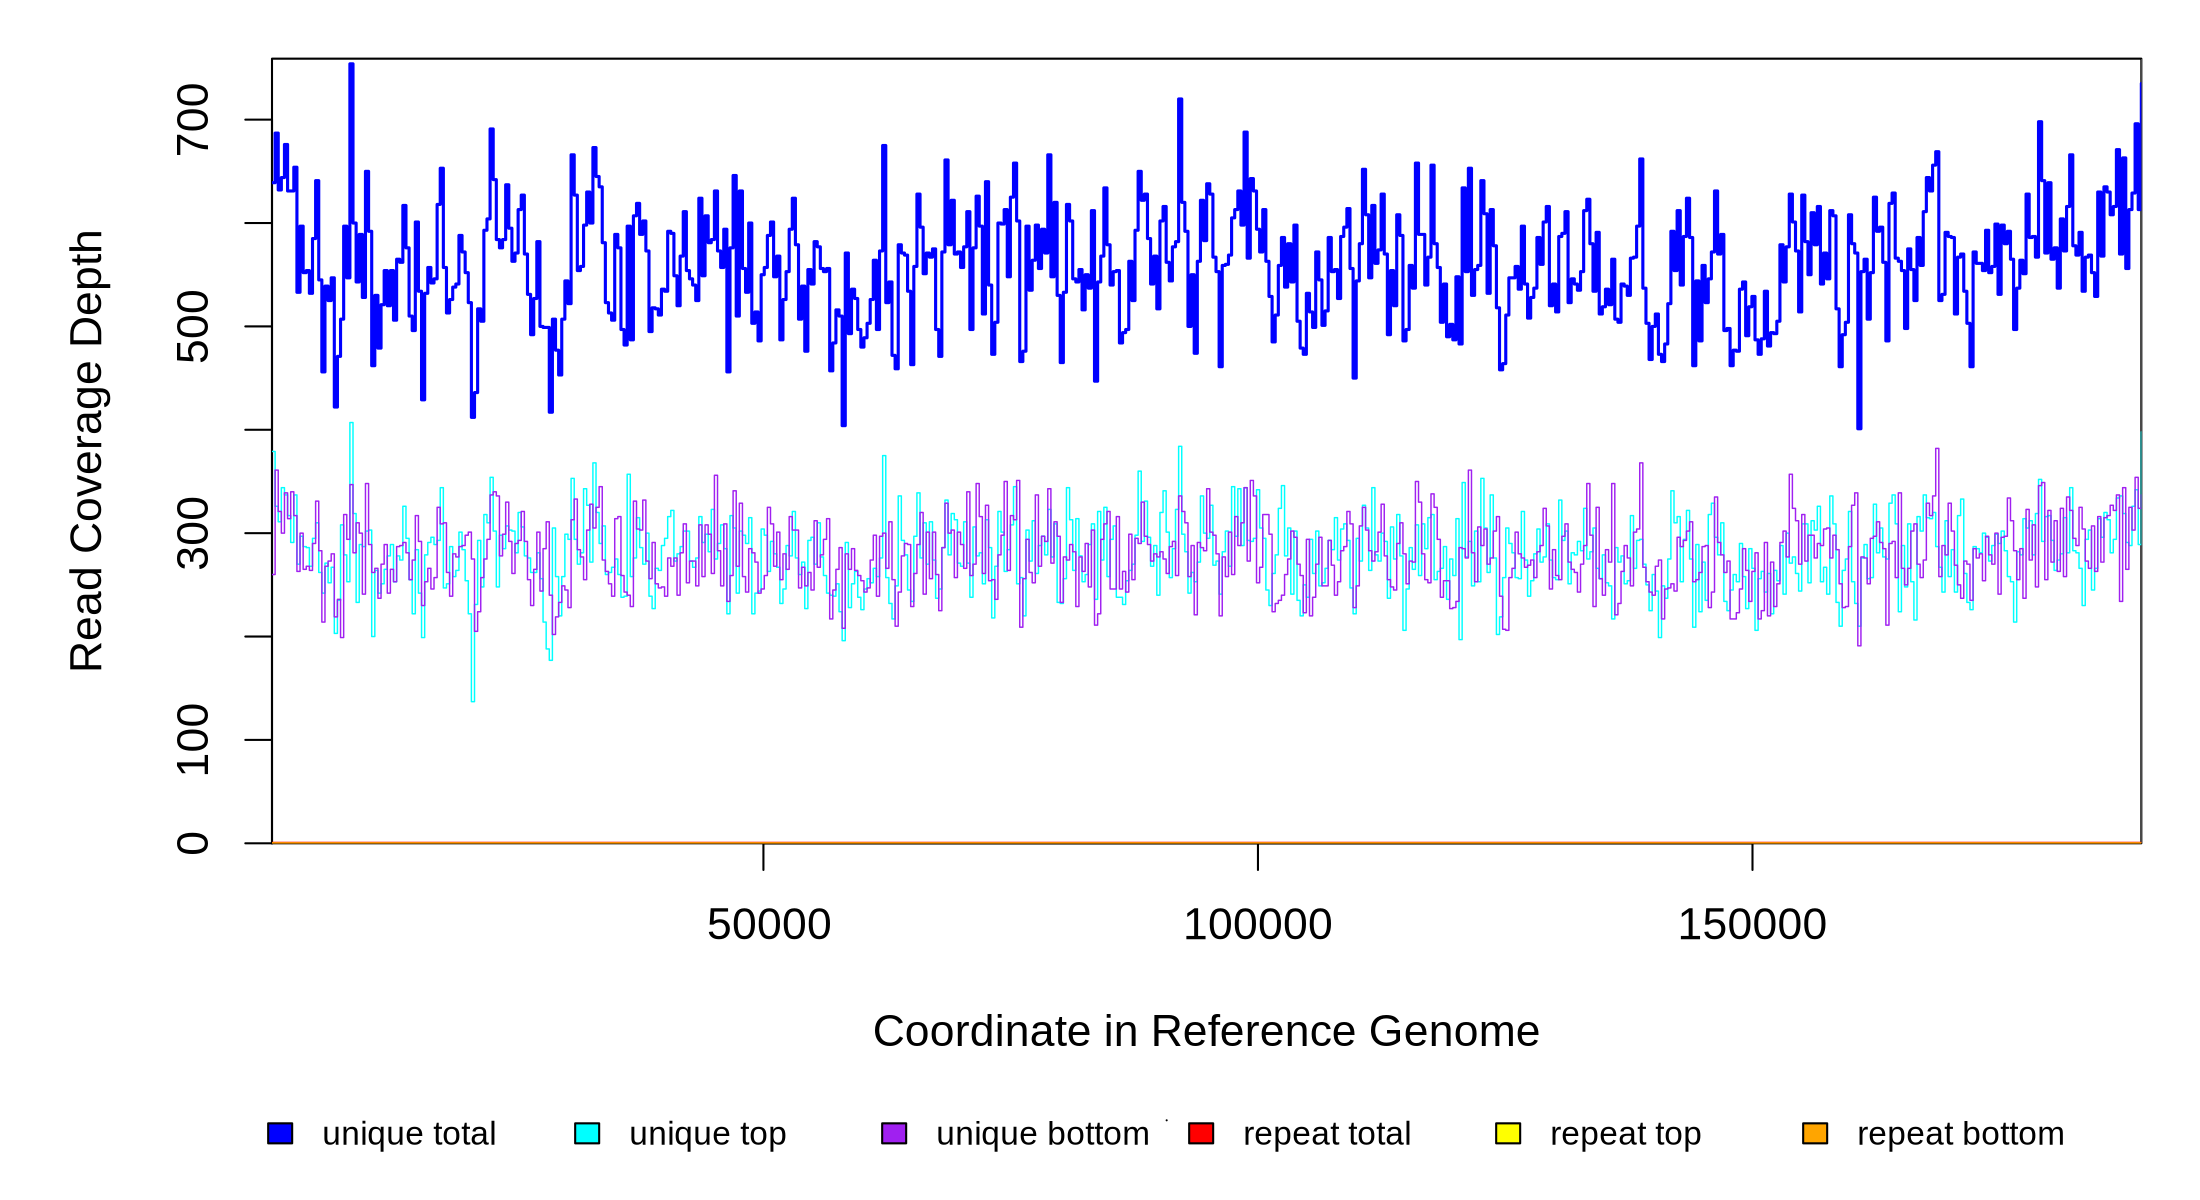 700
500
300
100
0
Read Coverage Depth
50000 100000 150000
Coordinate in Reference Genome
unique total unique top unique bottom repeat total repeat top repeat bottom